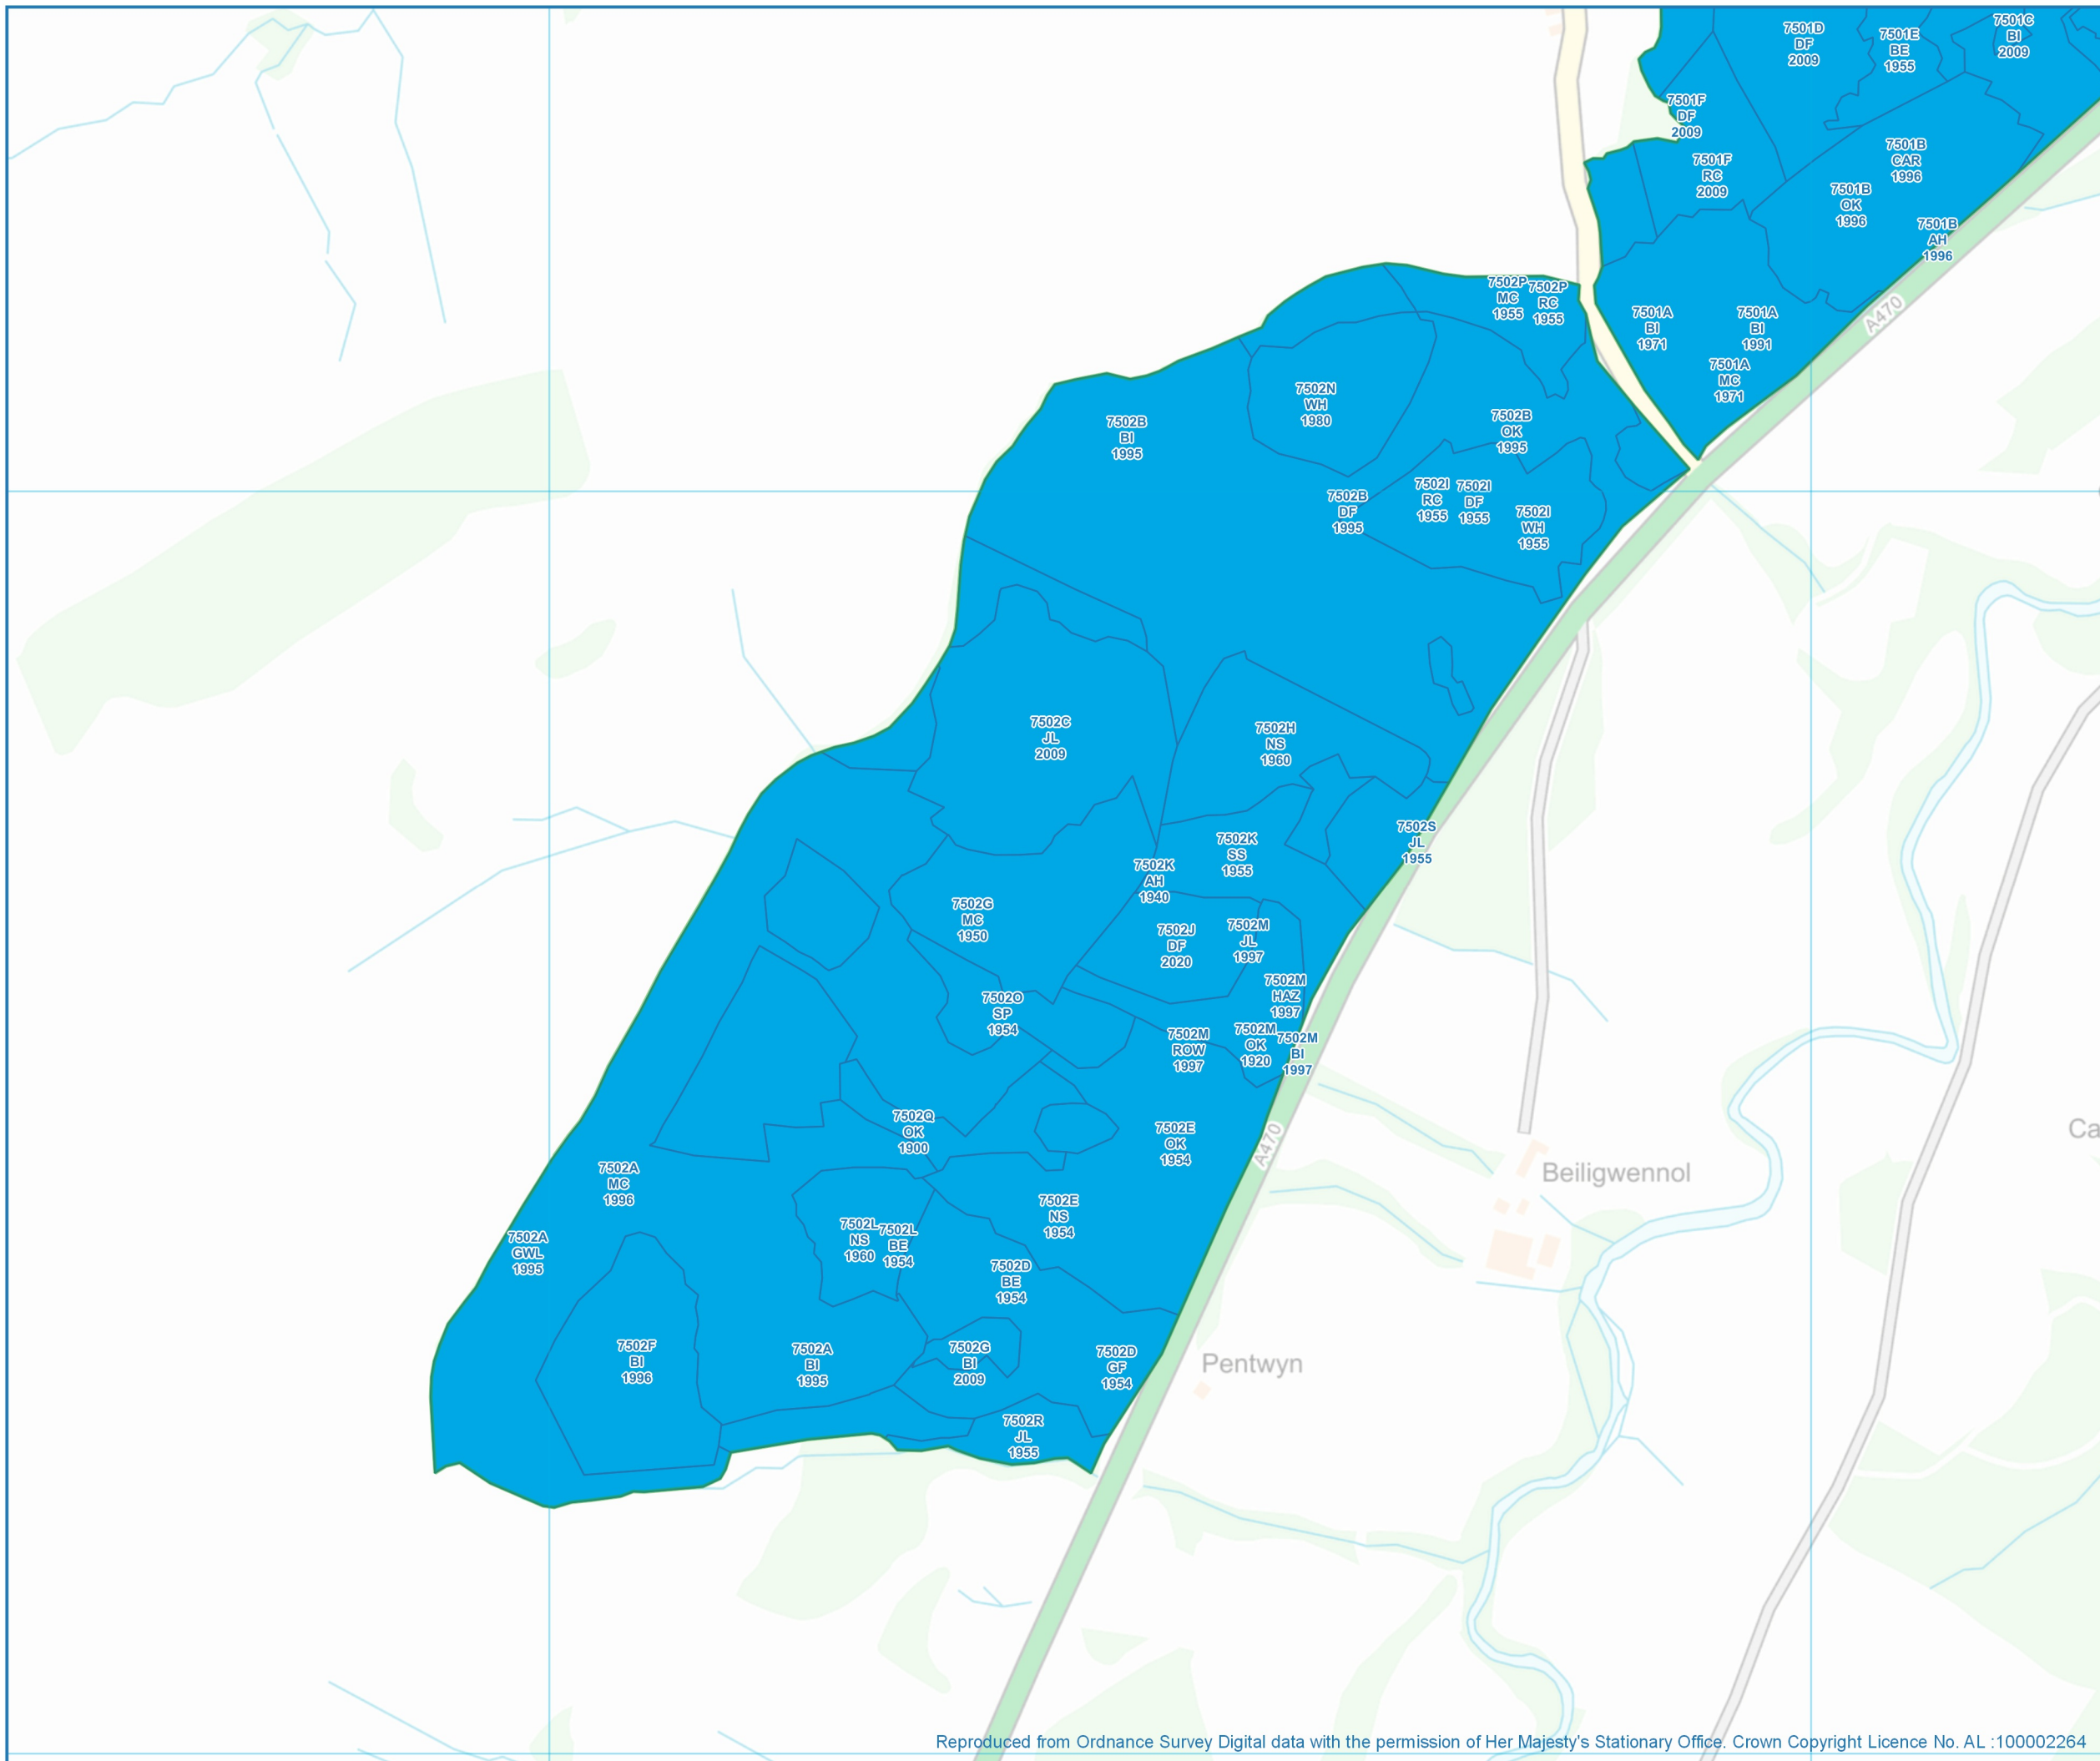 7501D
DF
2009
7501E
BE
1955
7501C
BI
2009
7501F
DF
2009
7501F
RC
2009
7501B
CAR
1996
7501B
OK
1996
7501B
AH
1996
7502P
MC
1955
7502P
RC
1955
7501A
BI
1971
7501A
BI
1991
A470
7501A
MC
1971
7502N
WH
1980
7502B
BI
1995
7502B
OK
1995
7502B
DF
1995
7502I
RC
1955
7502I
DF
1955
7502I
WH
1955
7502C
JL
2009
7502H
NS
1960
7502S
JL
1955
7502K
SS
1955
7502K
AH
1940
7502G
MC
1950
7502J
DF
2020
7502M
JL
1997
7502M
HAZ
1997
7502O
SP
1954
7502M
ROW
1997
7502M
OK
1920
7502M
BI
1997
7502Q
OK
1900
7502E
OK
1954
A470
Ca
Beiligwennol
7502A
MC
1996
7502E
NS
1954
7502A
GWL
1995
7502L
NS
1960
7502L
BE
1954
7502D
BE
1954
7502F
BI
1996
7502A
BI
1995
7502G
BI
2009
7502D
GF
1954
Pentwyn
7502R
JL
1955
Reproduced from Ordnance Survey Digital data with the permission of Her Majesty's Stationary Office. Crown Copyright Licence No. AL :100002264